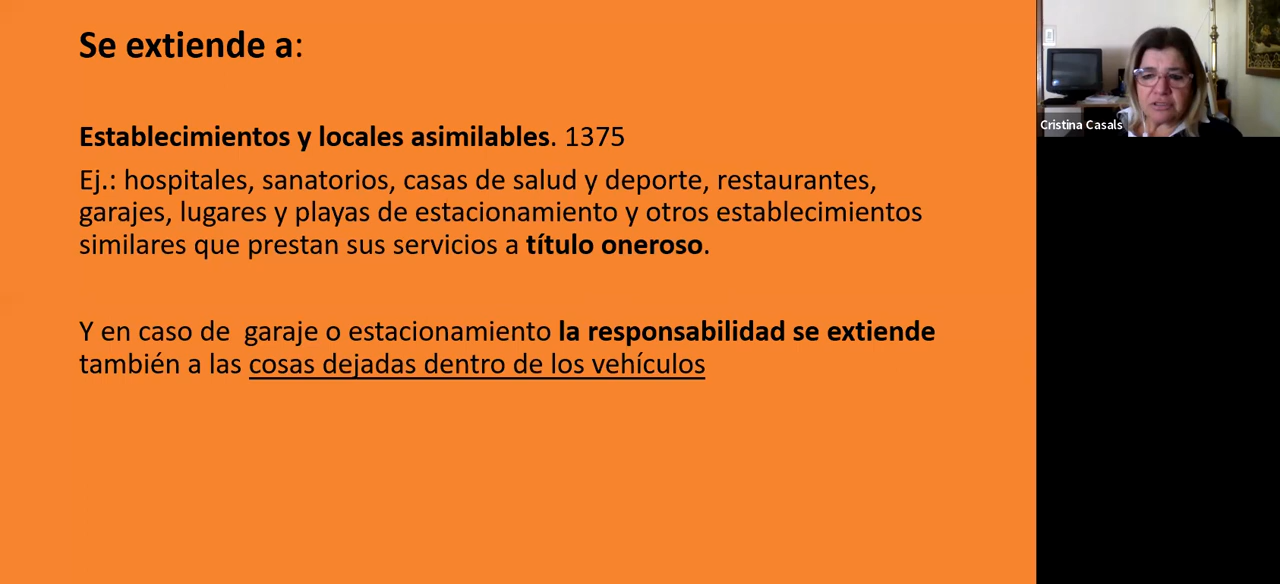 Se extiende a:
Establecimientos y locales asimilables. 1375
Ej.: hospitales, sanatorios, casas de salud y deporte, restaurantes,
garajes, lugares y playas de estacionamiento y otros establecimientos
similares que prestan sus servicios a título oneroso.
Y en caso de  garaje o estacionamiento la responsabilidad se extiende
también a las cosas dejadas dentro de los vehículos
Cristina Casals